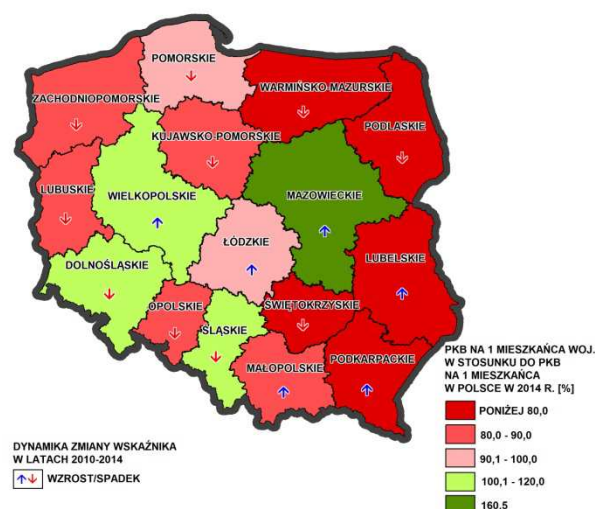 POMORSKIE
WARMIŃSKO-MAZURSKIE
ZACHODNIOPOMORSKIE
PODLASKIE
KUJAWSKO-POMORSKIE
LUBUSKIE
WIELKOPOLSKIE
MAZOWIECKIE
ŁÓDZKIE
LUBELSKIE
DOLNOŚLĄSKIE
OPOLSKIE
ŚWIĘTOKRZYSKIE
ŚLĄSKIE
MAŁOPOLSKIE
PODKARPACKIE
PKB NA 1 MIESZKAŃCA WOJ.
W STOSUNKU DO PKB
NA 1 MIESZKAŃCA
W POLSCE W 2014 R. [%]
PONIŻEJ 80,0
80,0 - 90,0
90,1 - 100,0
100,1 - 120,0
160,5
DYNAMIKA ZMIANY WSKAŹNIKA
W LATACH 2010-2014
WZROST/SPADEK